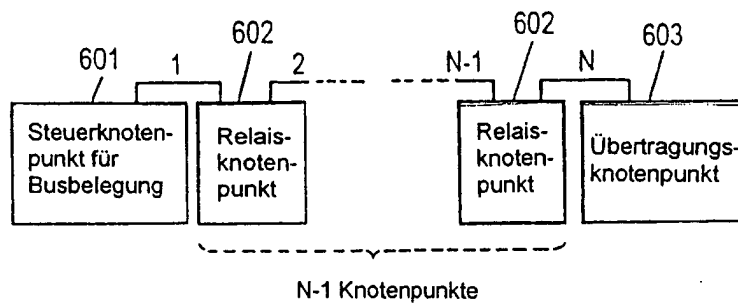 601 1 602 2 N-1 602 N 603
Steuerknoten-
punkt für
Busbelegung
Relais-
knoten-
punkt
Relais-
knoten-
punkt
Übertragungs-
knotenpunkt
N-1 Knotenpunkte